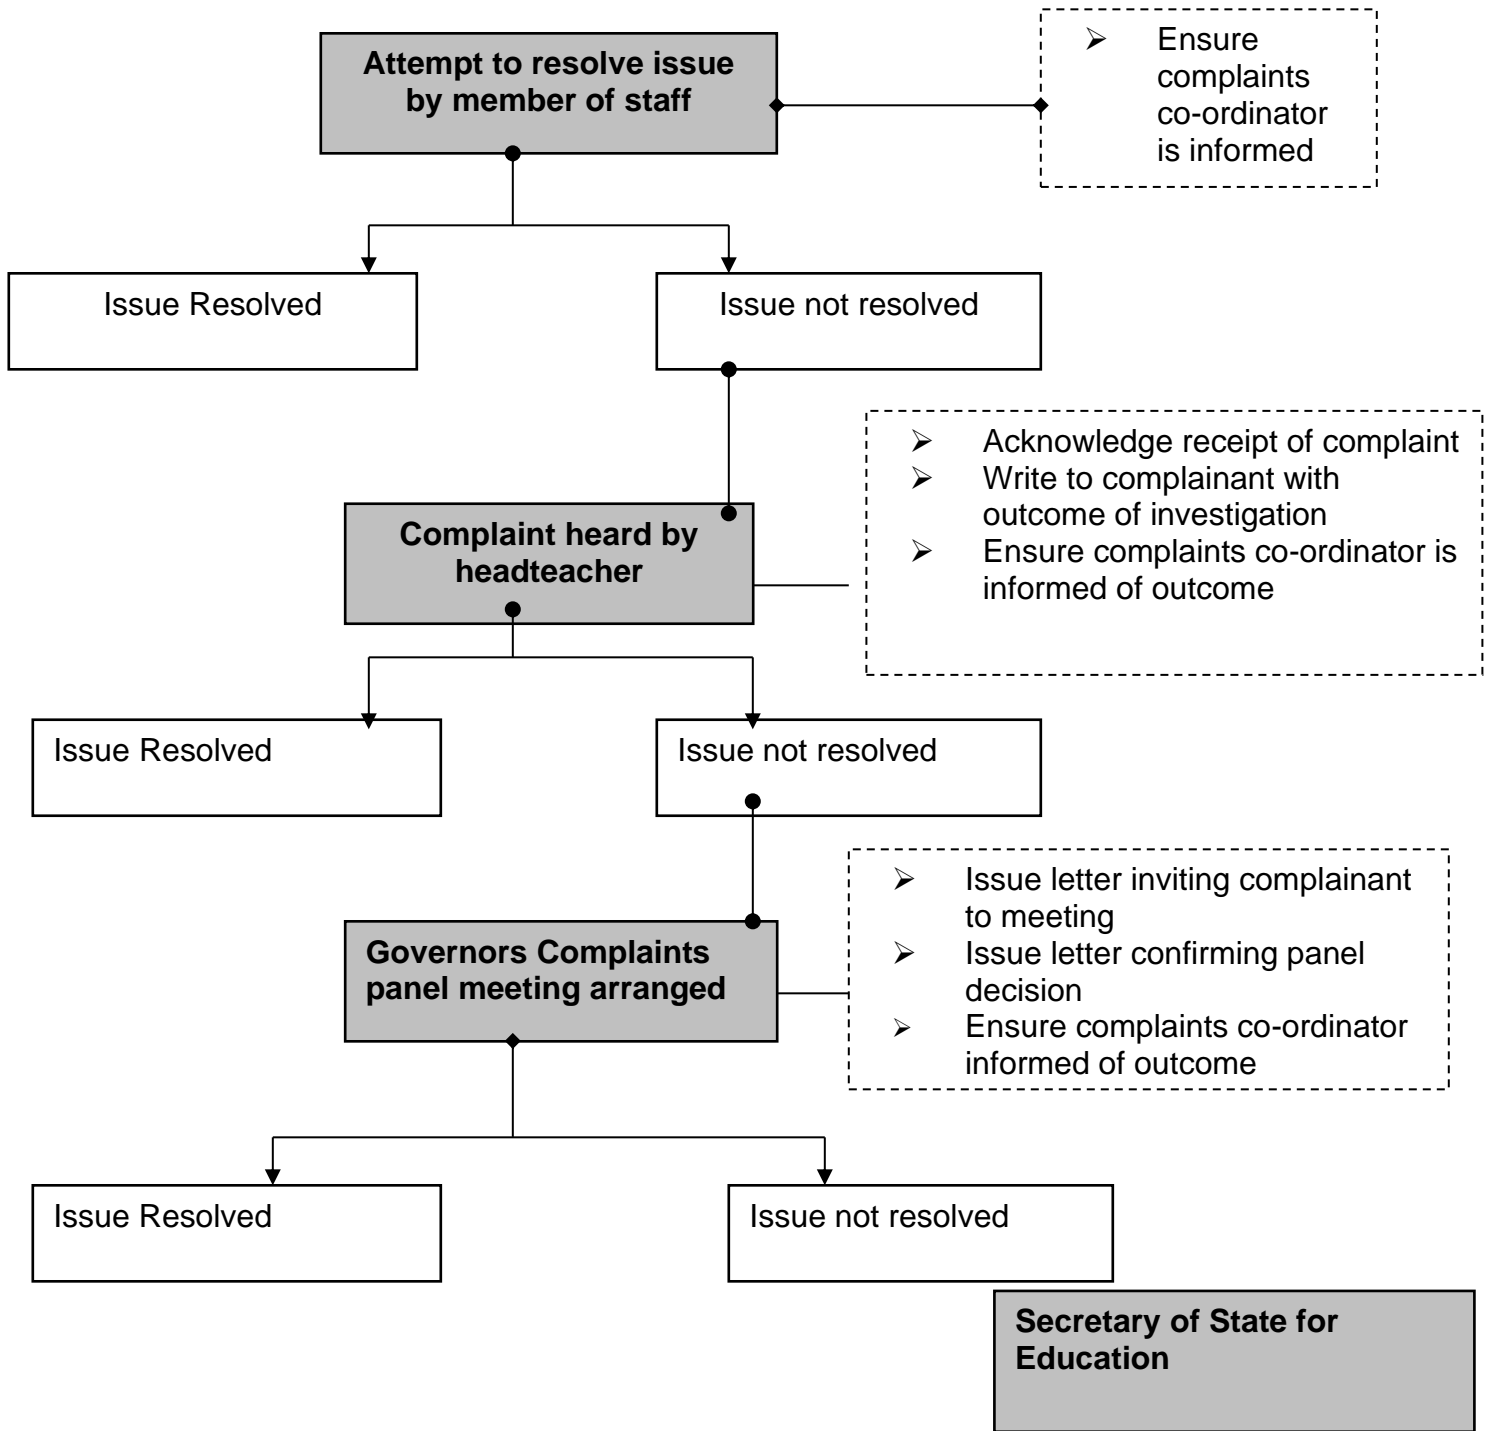 Attempt to resolve issue
by member of staff
➢ Ensure
complaints
co-ordinator
is informed
Issue Resolved
Issue not resolved
➢ Acknowledge receipt of complaint
➢ Write to complainant with
outcome of investigation
➢ Ensure complaints co-ordinator is
informed of outcome
Complaint heard by
headteacher
Issue Resolved
Issue not resolved
➢ Issue letter inviting complainant
to meeting
➢ Issue letter confirming panel
decision
➢ Ensure complaints co-ordinator
informed of outcome
Governors Complaints
panel meeting arranged
Issue Resolved
Issue not resolved
Secretary of State for
Education